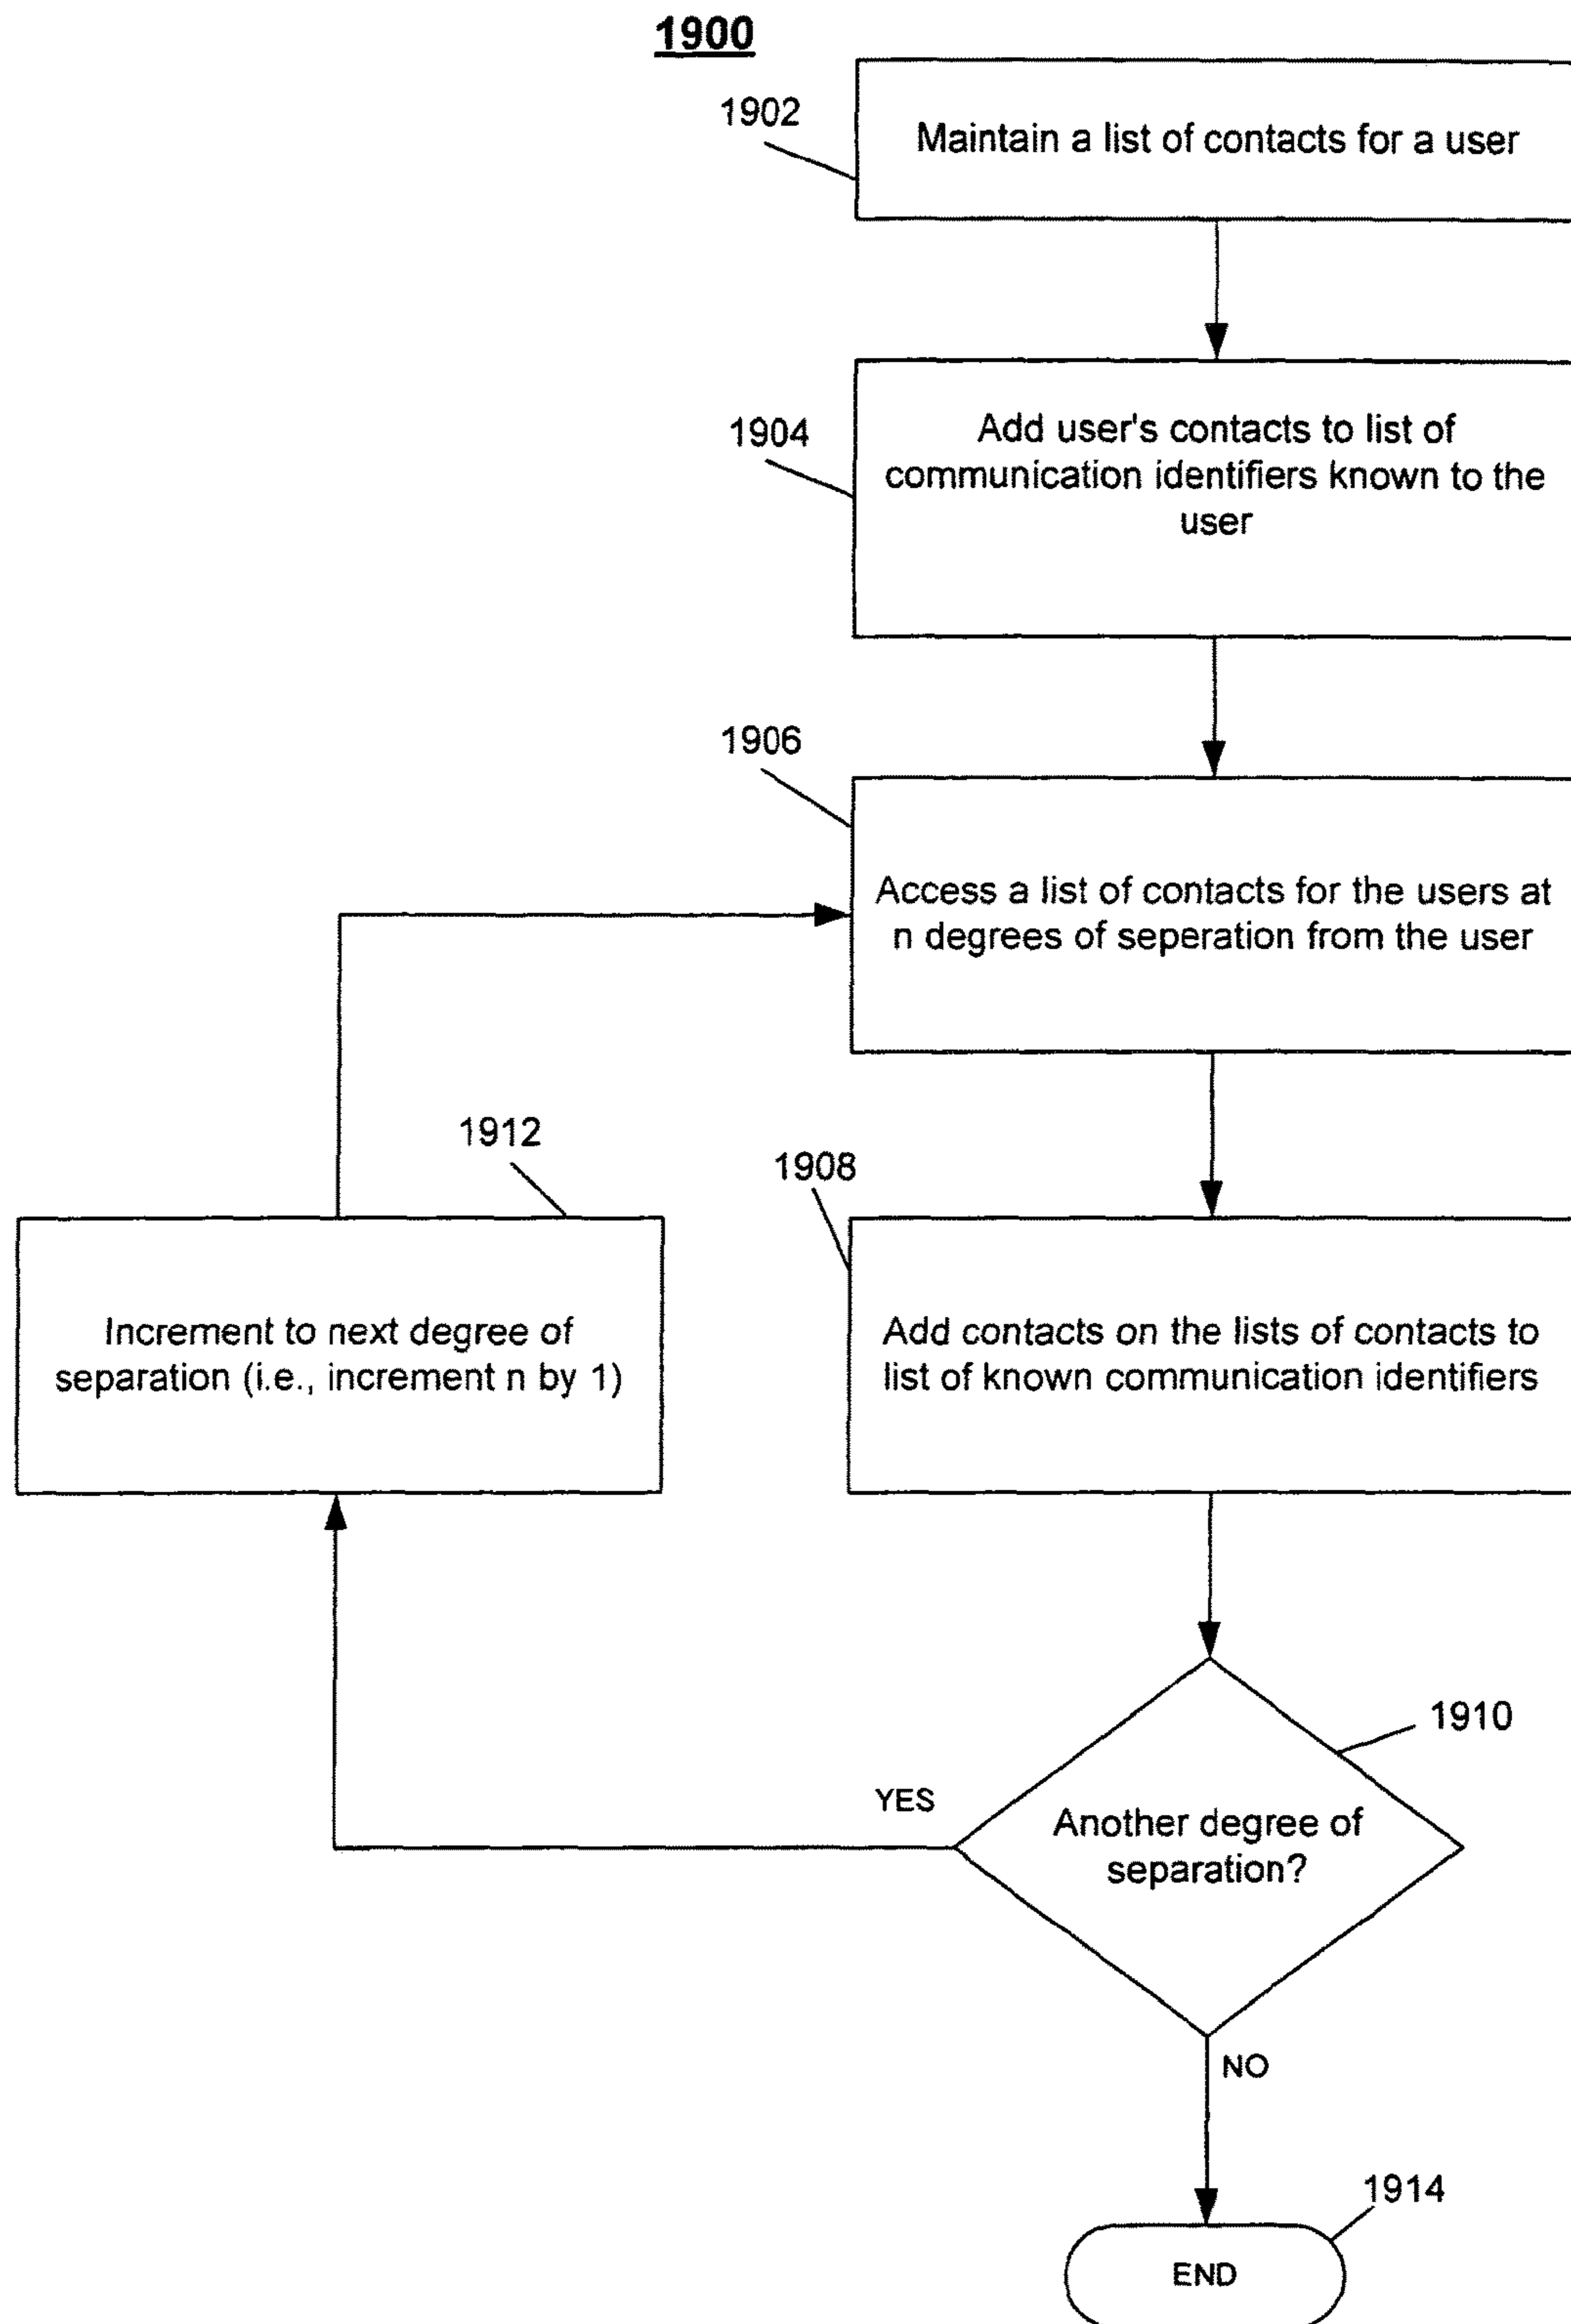 1900
1902
Maintain a list of contacts for a user
1904
Add user's contacts to list of
communication identifiers known to the
user
1906
Access a list of contacts for the users at
n degrees of seperation from the user
1912
1908
Increment to next degree of
separation (i.e., increment n by 1)
Add contacts on the lists of contacts to
list of known communication identifiers
1910
YES
Another degree of
separation?
NO
1914
END